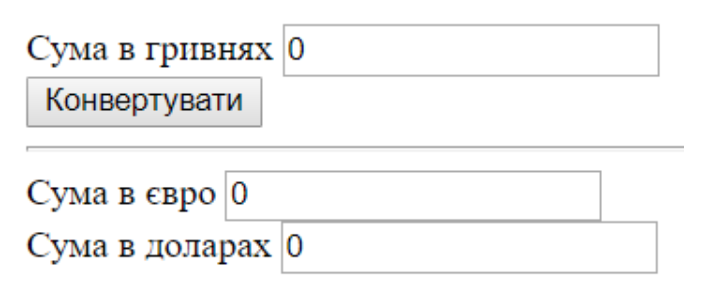 Сума в гривнях 0
Конвертувати
Сума в євро 0
Сума в доларах 0